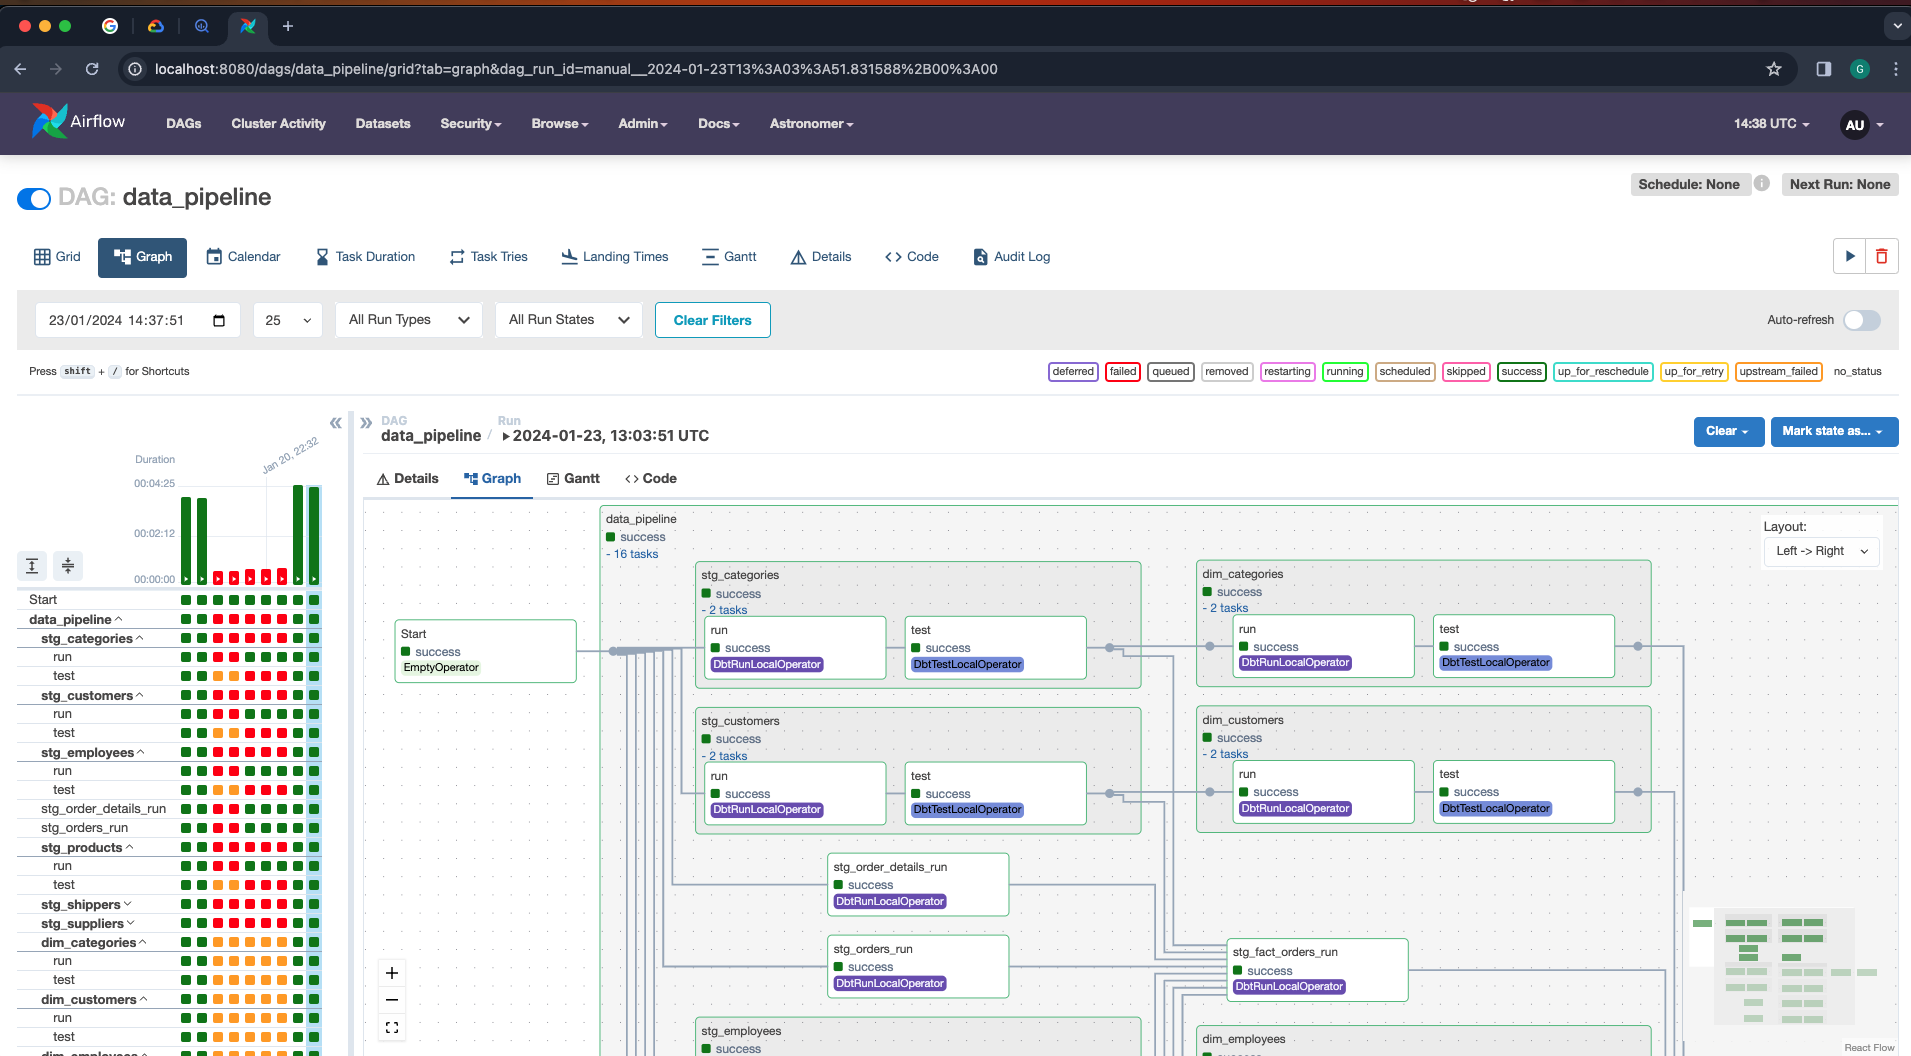 G
localhost:8080/dags/data_pipeline/grid?tab=graph&dag_run_id=manual__2024-01-23T13%3A03%3A51.831588%2B00%3A00
G
Airflow DAGs Cluster Activity Datasets Security Browse Admin Docs Astronomer 14:38 UTC AU
DAG: data_pipeline
Schedule: None Next Run: None
Grid Graph Calendar Task Duration Task Tries Landing Times Gantt Details Code Audit Log
23/01/2024 14:37:51 25 All Run Types All Run States Clear Filters Auto-refresh
Press shift + / for Shortcuts
deferred failed queued removed restarting running scheduled skipped success up_for_reschedule up_for_retry upstream_failed no_status
DAG Run
data_pipeline / 2024-01-23, 13:03:51 UTC
Clear Mark state as...
Details Graph Gantt Code
Jan 20, 22:32
Duration
00:04:25
00:02:12
00:00:00
Start
data_pipeline
stg_categories
run
test
stg_customers
run
test
stg_employees
run
test
stg_order_details_run
stg_orders_run
stg_products
run
test
stg_shippers
stg_suppliers
dim_categories
run
test
dim_customers
run
test
dim_employees
Start
success
EmptyOperator
data_pipeline
success
- 16 tasks
stg_categories
success
- 2 tasks
run
success
DbtRunLocalOperator
test
success
DbtTestLocalOperator
dim_categories
success
- 2 tasks
run
success
DbtRunLocalOperator
test
success
DbtTestLocalOperator
stg_customers
success
- 2 tasks
run
success
DbtRunLocalOperator
test
success
DbtTestLocalOperator
dim_customers
success
- 2 tasks
run
success
DbtRunLocalOperator
test
success
DbtTestLocalOperator
stg_order_details_run
success
DbtRunLocalOperator
stg_orders_run
success
DbtRunLocalOperator
stg_fact_orders_run
success
DbtRunLocalOperator
stg_employees
success
dim_employees
success
Layout:
Left -> Right
React Flow